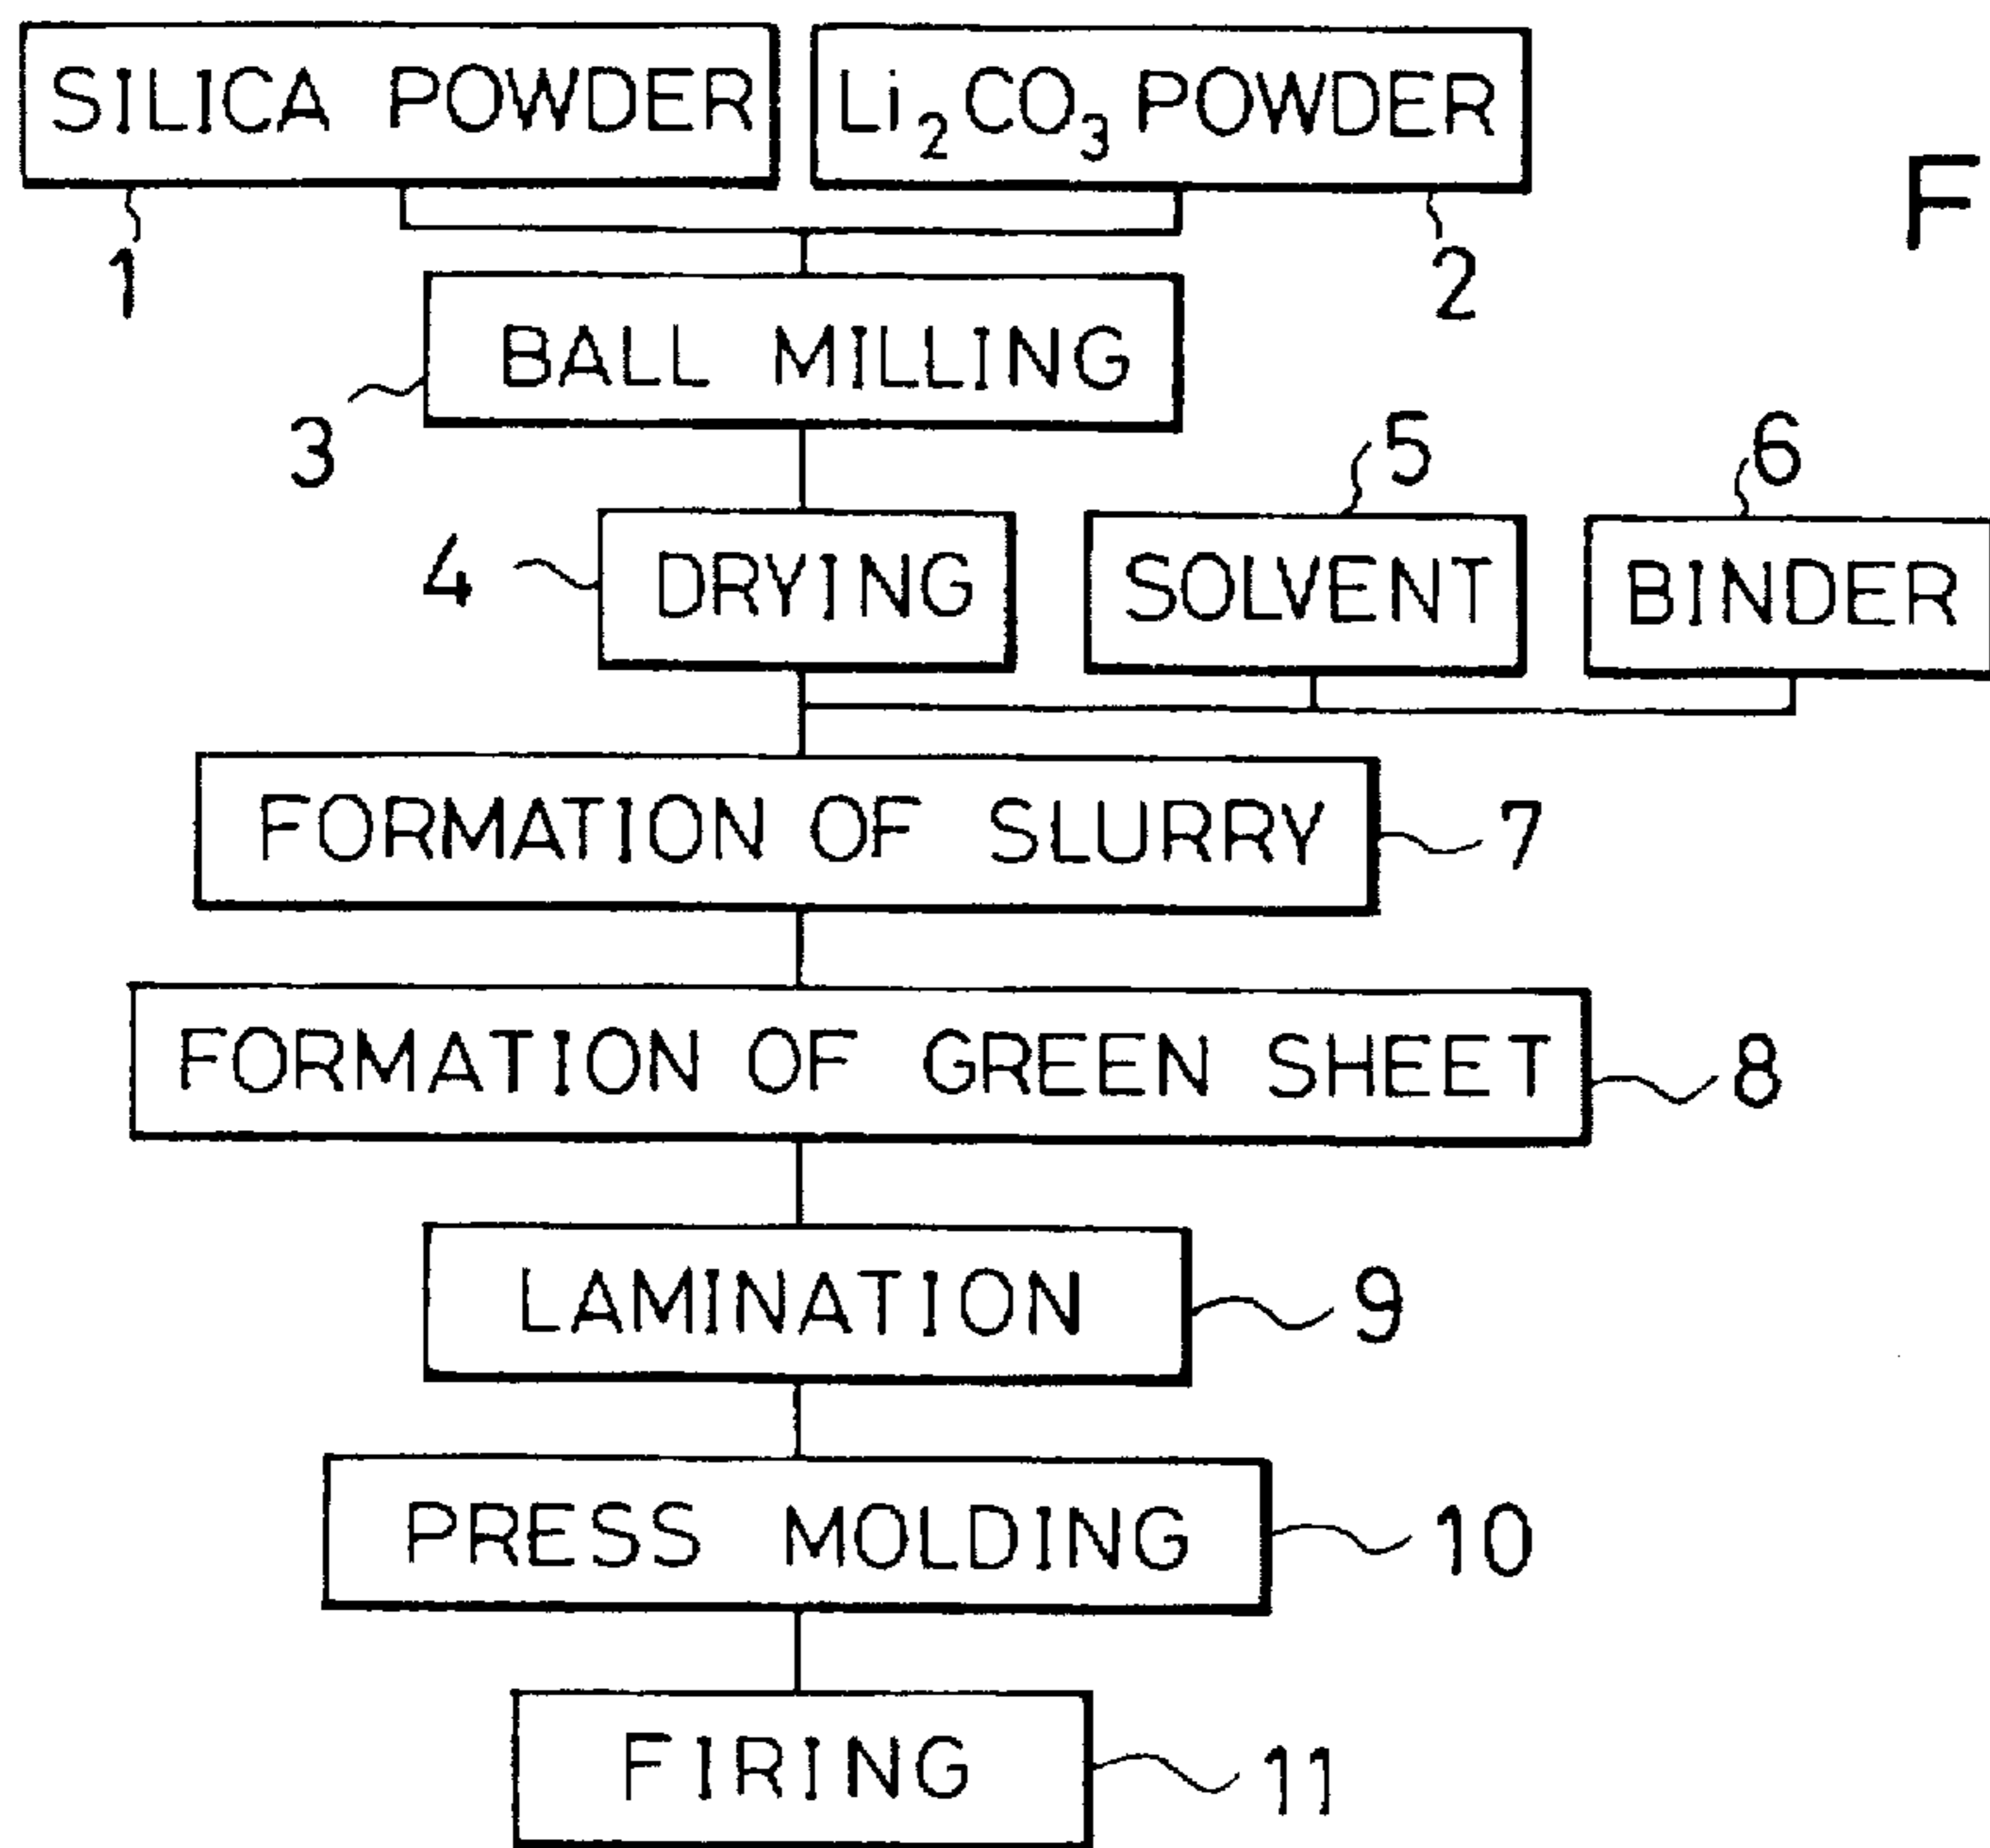 SILICA POWDER
Li₂CO₃ POWDER
F
1
2
BALL MILLING
3
5
6
4
DRYING
SOLVENT
BINDER
FORMATION OF SLURRY
7
FORMATION OF GREEN SHEET
8
LAMINATION
9
PRESS MOLDING
10
FIRING
11